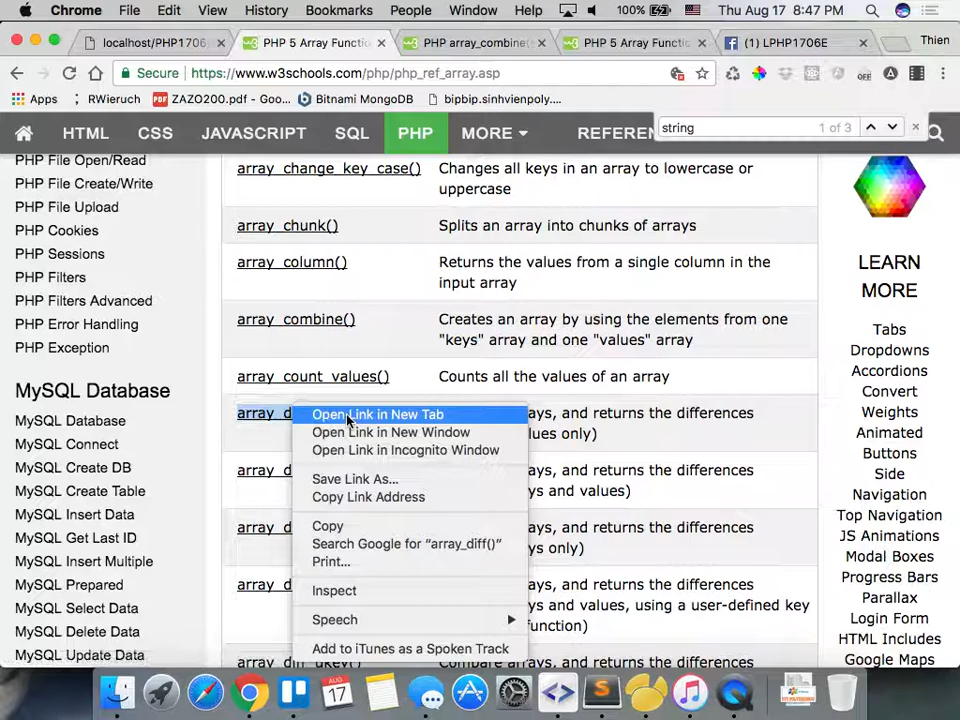 Chrome File Edit View History Bookmarks People Window Help 100% Thu Aug 17 8:47 PM
localhost/PHP1706 × PHP 5 Array Functio × PHP array_combine( × PHP 5 Array Functio × (1) LPHP1706E × Thien
Secure https://www.w3schools.com/php/php_ref_array.asp
Apps RWieruch ZAZO200.pdf - Goo... Bitnami MongoDB bipbip.sinhvienpoly....
string 1 of 3
HTML CSS JAVASCRIPT SQL PHP MORE REFEREN
PHP File Open/Read
PHP File Create/Write
PHP File Upload
PHP Cookies
PHP Sessions
PHP Filters
PHP Filters Advanced
PHP Error Handling
PHP Exception
MySQL Database
MySQL Database
MySQL Connect
MySQL Create DB
MySQL Create Table
MySQL Insert Data
MySQL Get Last ID
MySQL Insert Multiple
MySQL Prepared
MySQL Select Data
MySQL Delete Data
MySQL Update Data
array_change_key_case() Changes all keys in an array to lowercase or
uppercase
array_chunk() Splits an array into chunks of arrays
array_column() Returns the values from a single column in the
input array
array_combine() Creates an array by using the elements from one
"keys" array and one "values" array
array_count_values() Counts all the values of an array
array_d ays, and returns the differences
lues only)
array_d ys, and returns the differences
ys and values)
array_d ays, and returns the differences
ys only)
array_d ays, and returns the differences
ys and values, using a user-defined key
function)
array_diff_ukey() Compare arrays, and returns the differences
Open Link in New Tab
Open Link in New Window
Open Link in Incognito Window
Save Link As...
Copy Link Address
Copy
Search Google for “array_diff()”
Print...
Inspect
Speech
Add to iTunes as a Spoken Track
LEARN
MORE
Tabs
Dropdowns
Accordions
Convert
Weights
Animated
Buttons
Side
Navigation
Top Navigation
JS Animations
Modal Boxes
Progress Bars
Parallax
Login Form
HTML Includes
Google Maps
AUG
17